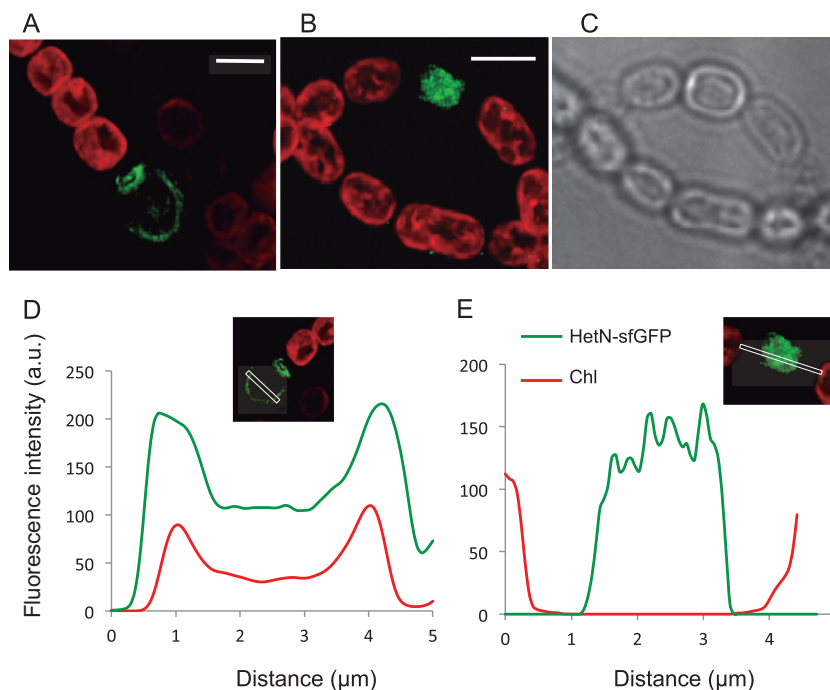 A
B
C
D
E
HetN-sfGFP
Chl
Fluorescence intensity (a.u.)
250
200
150
100
50
0
0 1 2 3 4 5
Distance (µm)
200
150
100
50
0
0 1 2 3 4
Distance (µm)